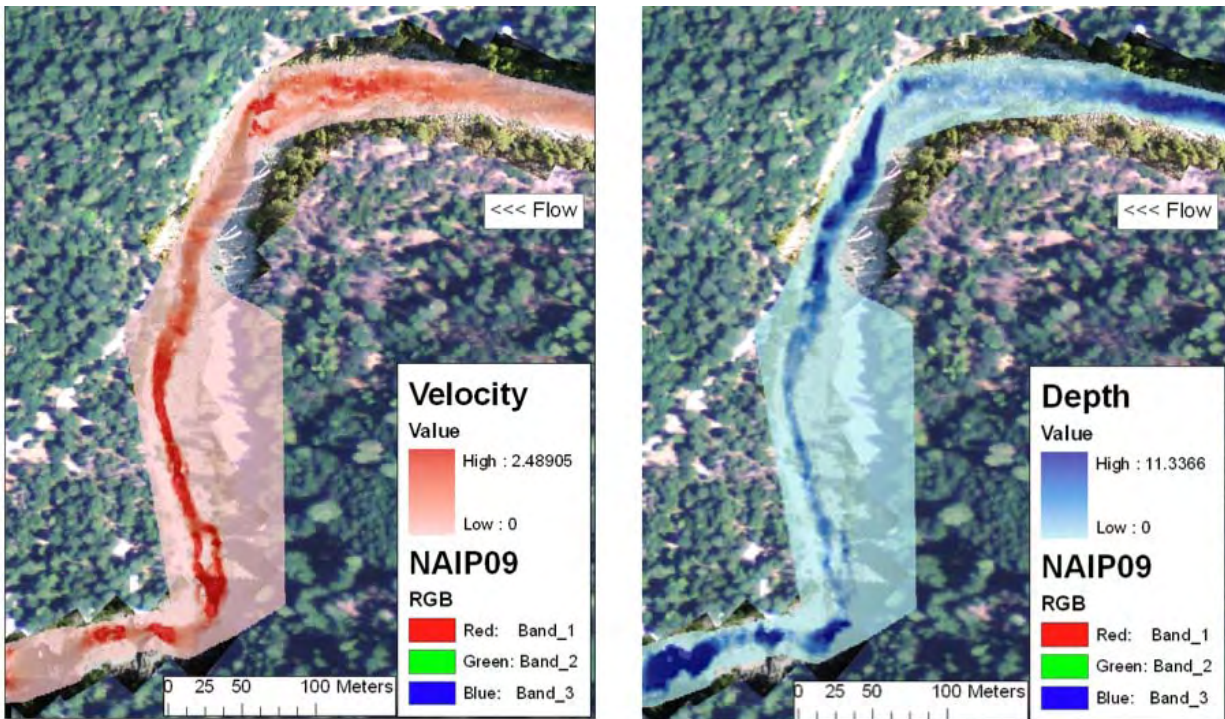 <<< Flow
Velocity
Value
High : 2.48905
Low : 0
NAIP09
RGB
Red: Band_1
Green: Band_2
Blue: Band_3
0 25 50 100 Meters
<<< Flow
Depth
Value
High : 11.3366
Low : 0
NAIP09
RGB
Red: Band_1
Green: Band_2
Blue: Band_3
0 25 50 100 Meters